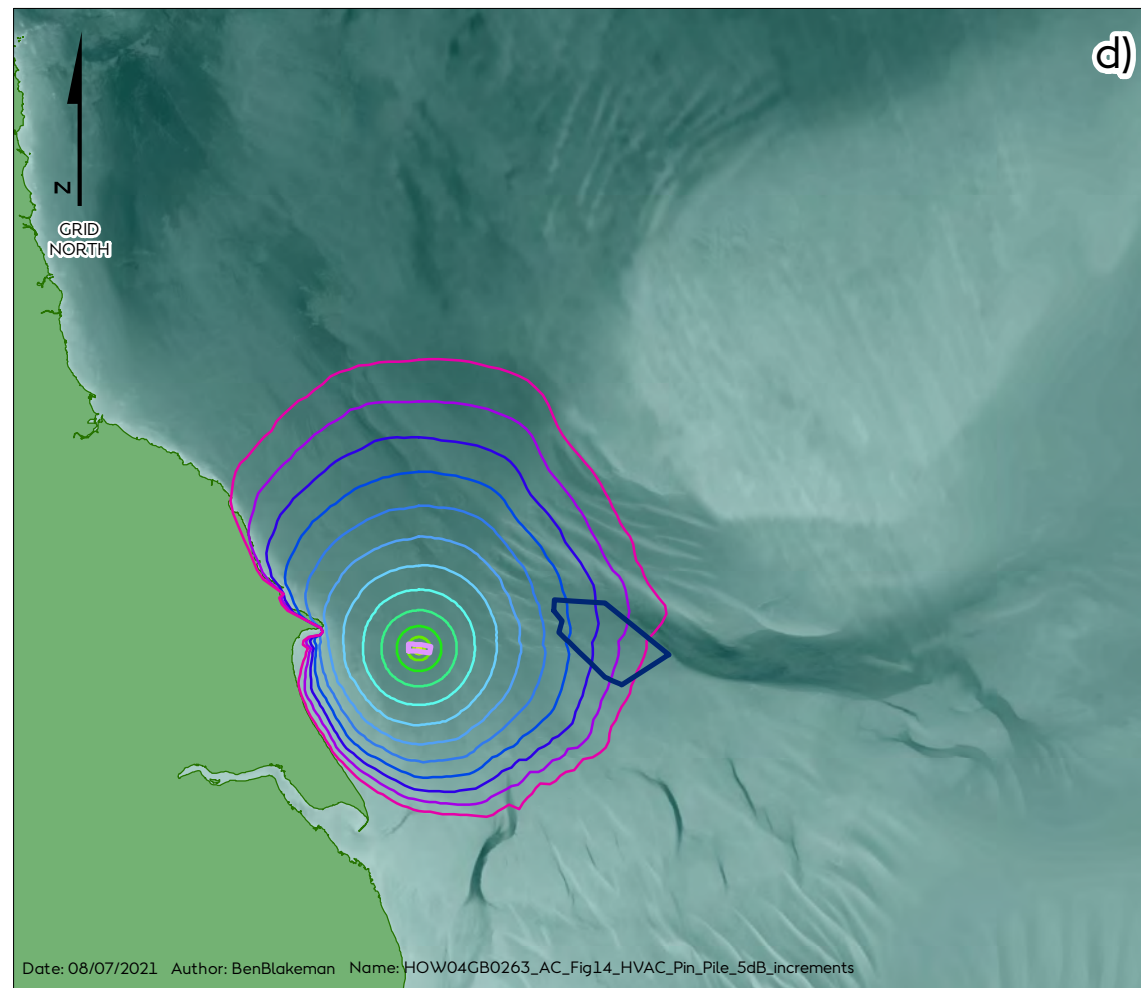 d)
N
GRID
NORTH
Date: 08/07/2021 Author: BenBlakeman Name: HOW04GB0263_AC_Fig14_HVAC_Pin_Pile_5dB_increments